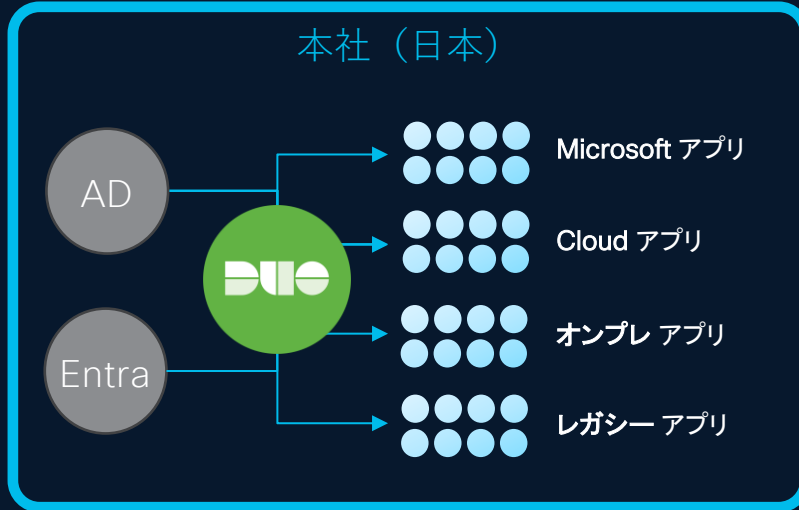 本社（日本）
AD
Microsoft アプリ
DUO
Cloud アプリ
Entra
オンプレ アプリ
レガシー アプリ